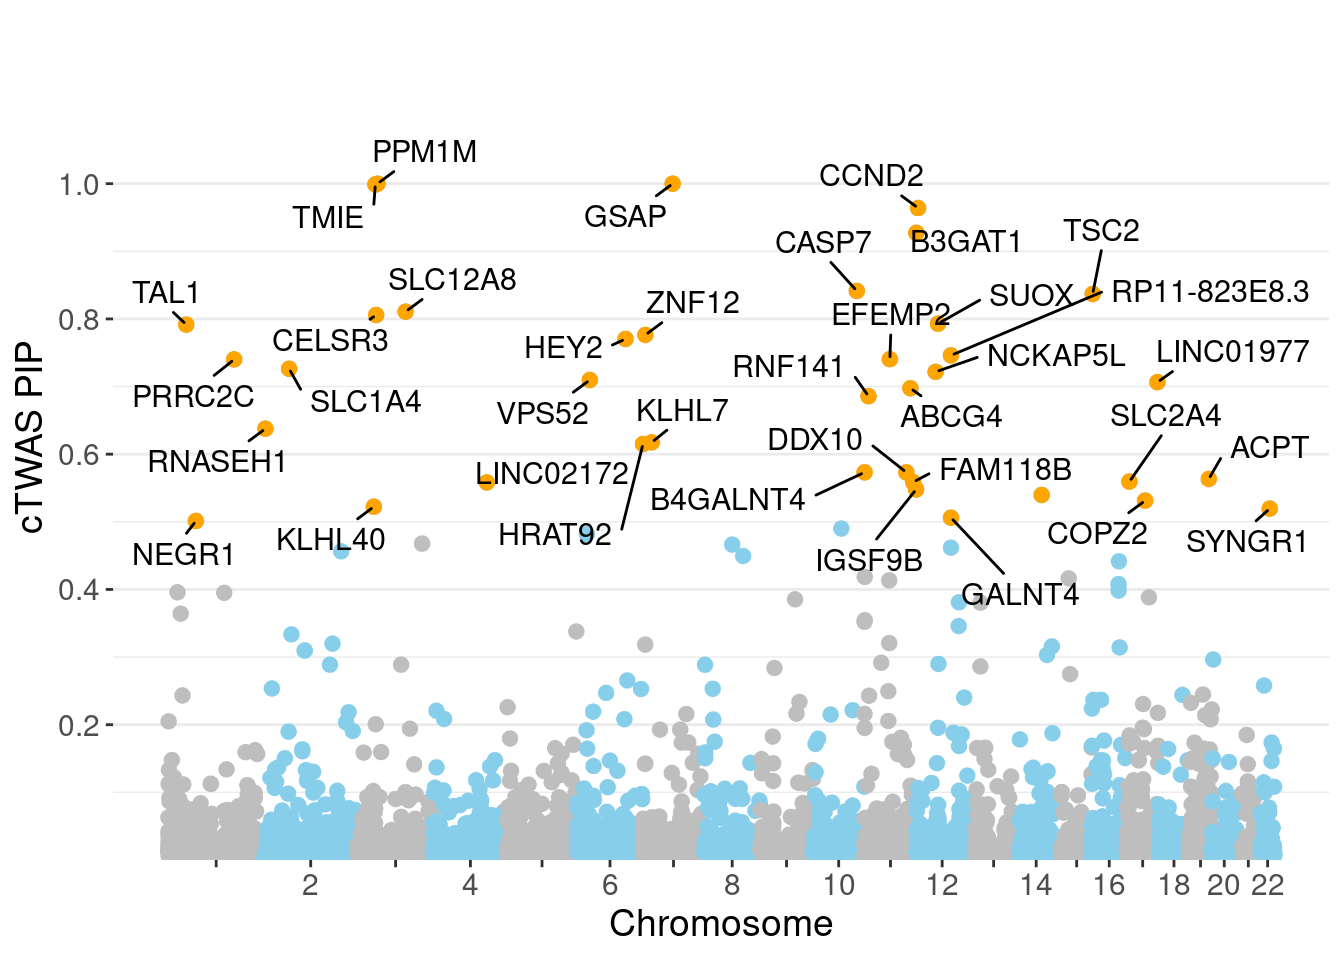 PPM1M
CCND2
1.0
TMIE
GSAP
TSC2
CASP7
B3GAT1
SLC12A8
TAL1
ZNF12
SUOX
RP11-823E8.3
0.8
EFEMP2
CELSR3
HEY2
NCKAP5L
LINC01977
RNF141
PRRC2C
SLC1A4
VPS52
KLHL7
ABCG4
SLC2A4
DDX10
ACPT
0.6
RNASEH1
LINC02172
FAM118B
B4GALNT4
HRAT92
COPZ2
KLHL40
SYNGR1
NEGR1
IGSF9B
0.4
GALNT4
0.2
cTWAS PIP
2 4 6 8 10 12 14 16 18 20 22
Chromosome